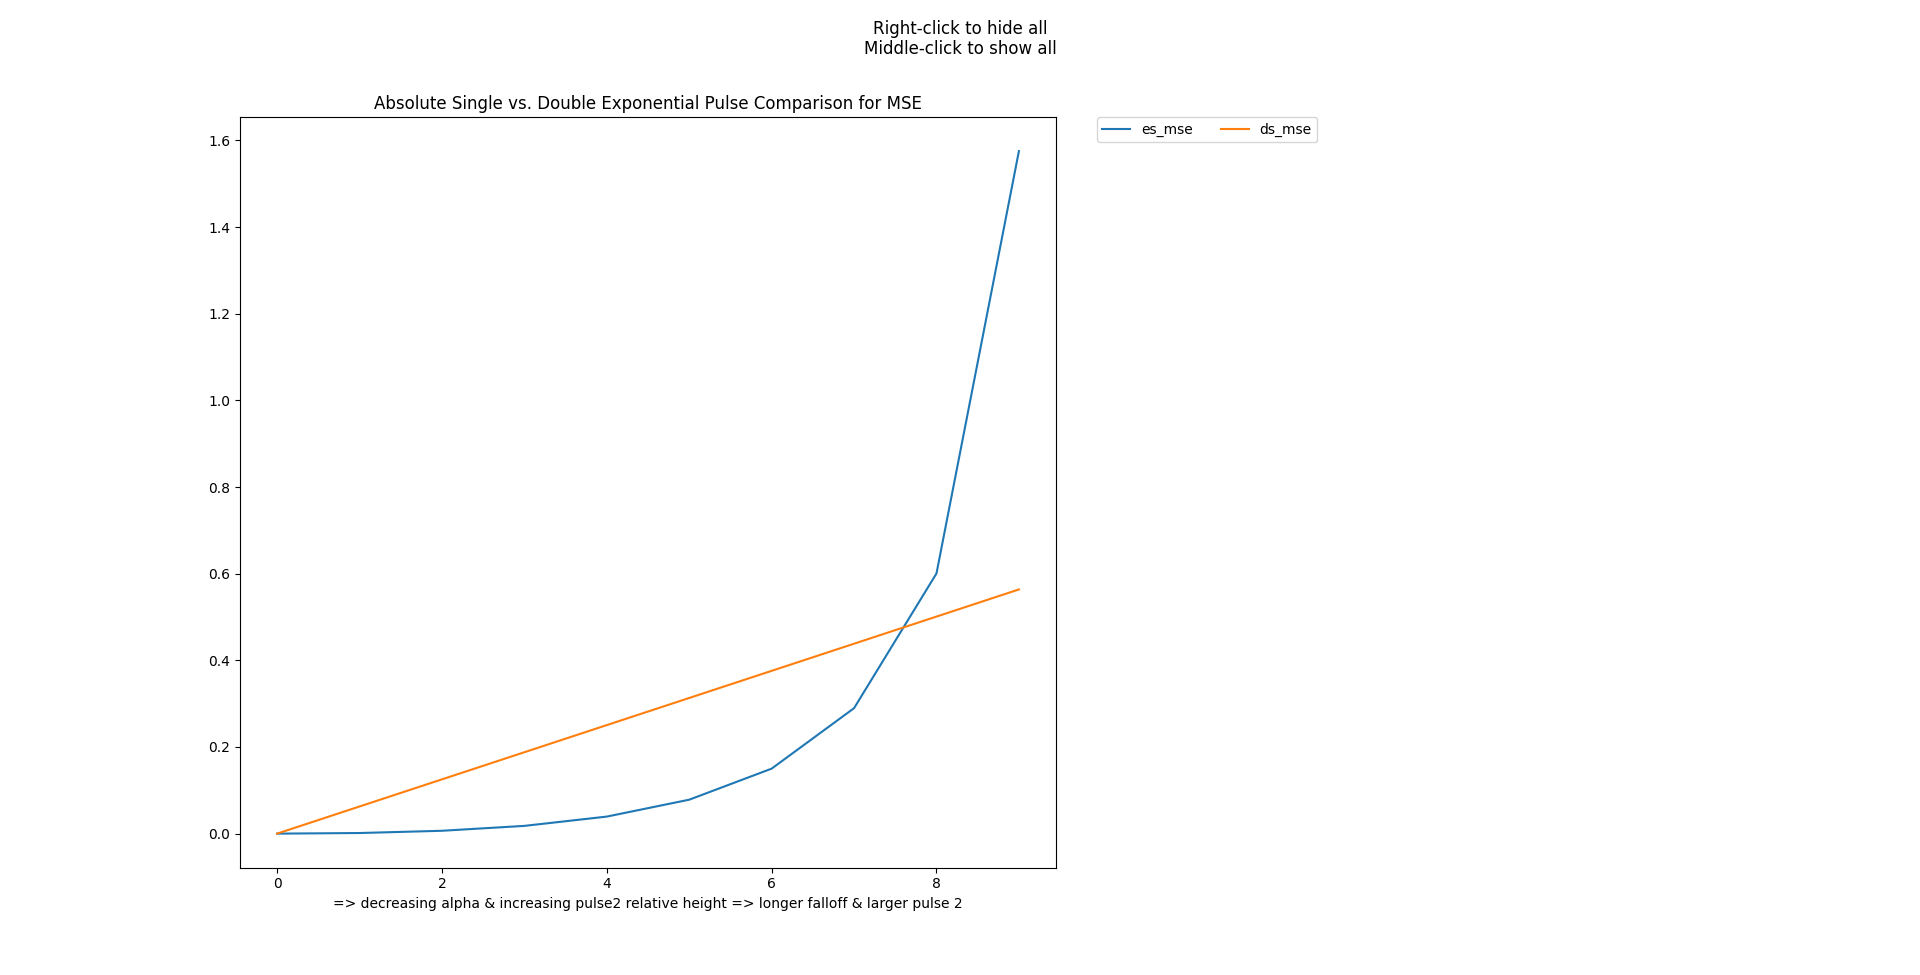 Right-click to hide all
Middle-click to show all
Absolute Single vs. Double Exponential Pulse Comparison for MSE
es_mse ds_mse
1.6
1.4
1.2
1.0
0.8
0.6
0.4
0.2
0.0
0 2 4 6 8
=> decreasing alpha & increasing pulse2 relative height => longer falloff & larger pulse 2